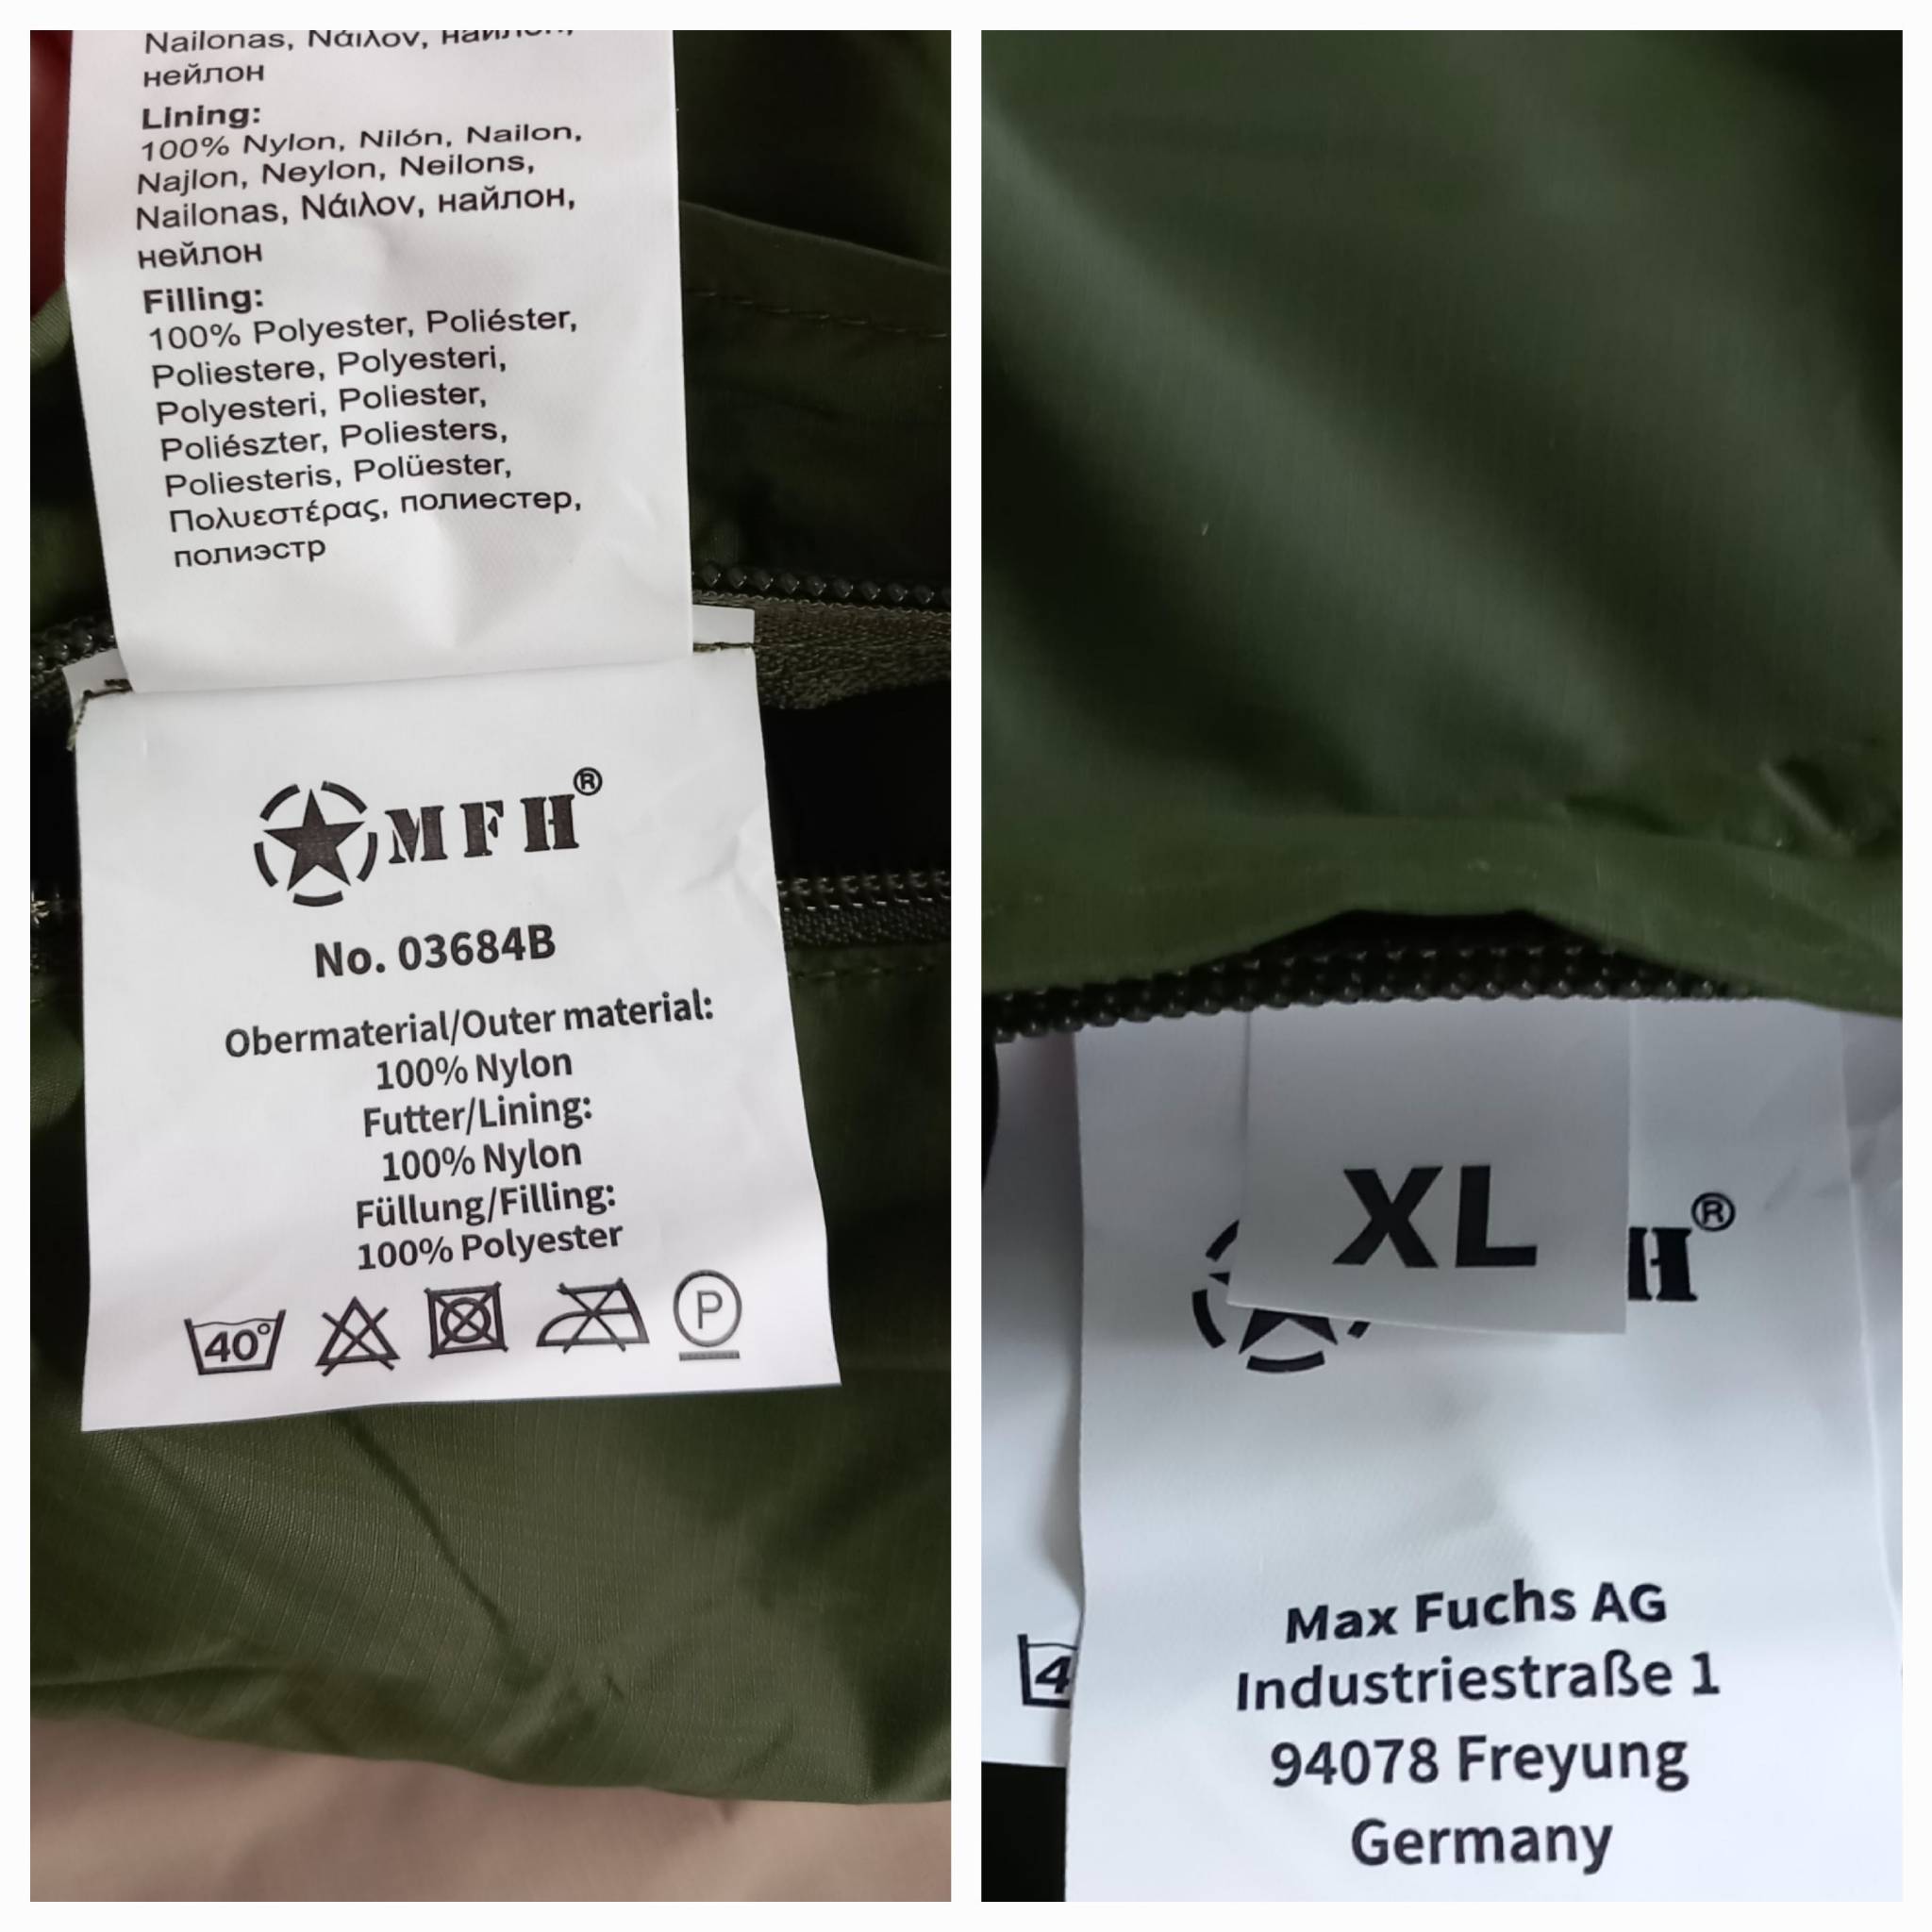 Nailonas, Νάιλον, найлон,
нейлон
Lining:
100% Nylon, Nilón, Nailon,
Najlon, Neylon, Neilons,
Nailonas, Νάιλον, найлон,
нейлон
Filling:
100% Polyester, Poliéster,
Poliestere, Polyesteri,
Polyesteri, Poliester,
Poliészter, Poliesters,
Poliesteris, Polüester,
Πολυεστέρας, полиестер,
полиэстр
MFH®
No. 03684B
Obermaterial/Outer material:
100% Nylon
Futter/Lining:
100% Nylon
Füllung/Filling:
100% Polyester
40° P
XL
H®
Max Fuchs AG
Industriestraße 1
94078 Freyung
Germany
4